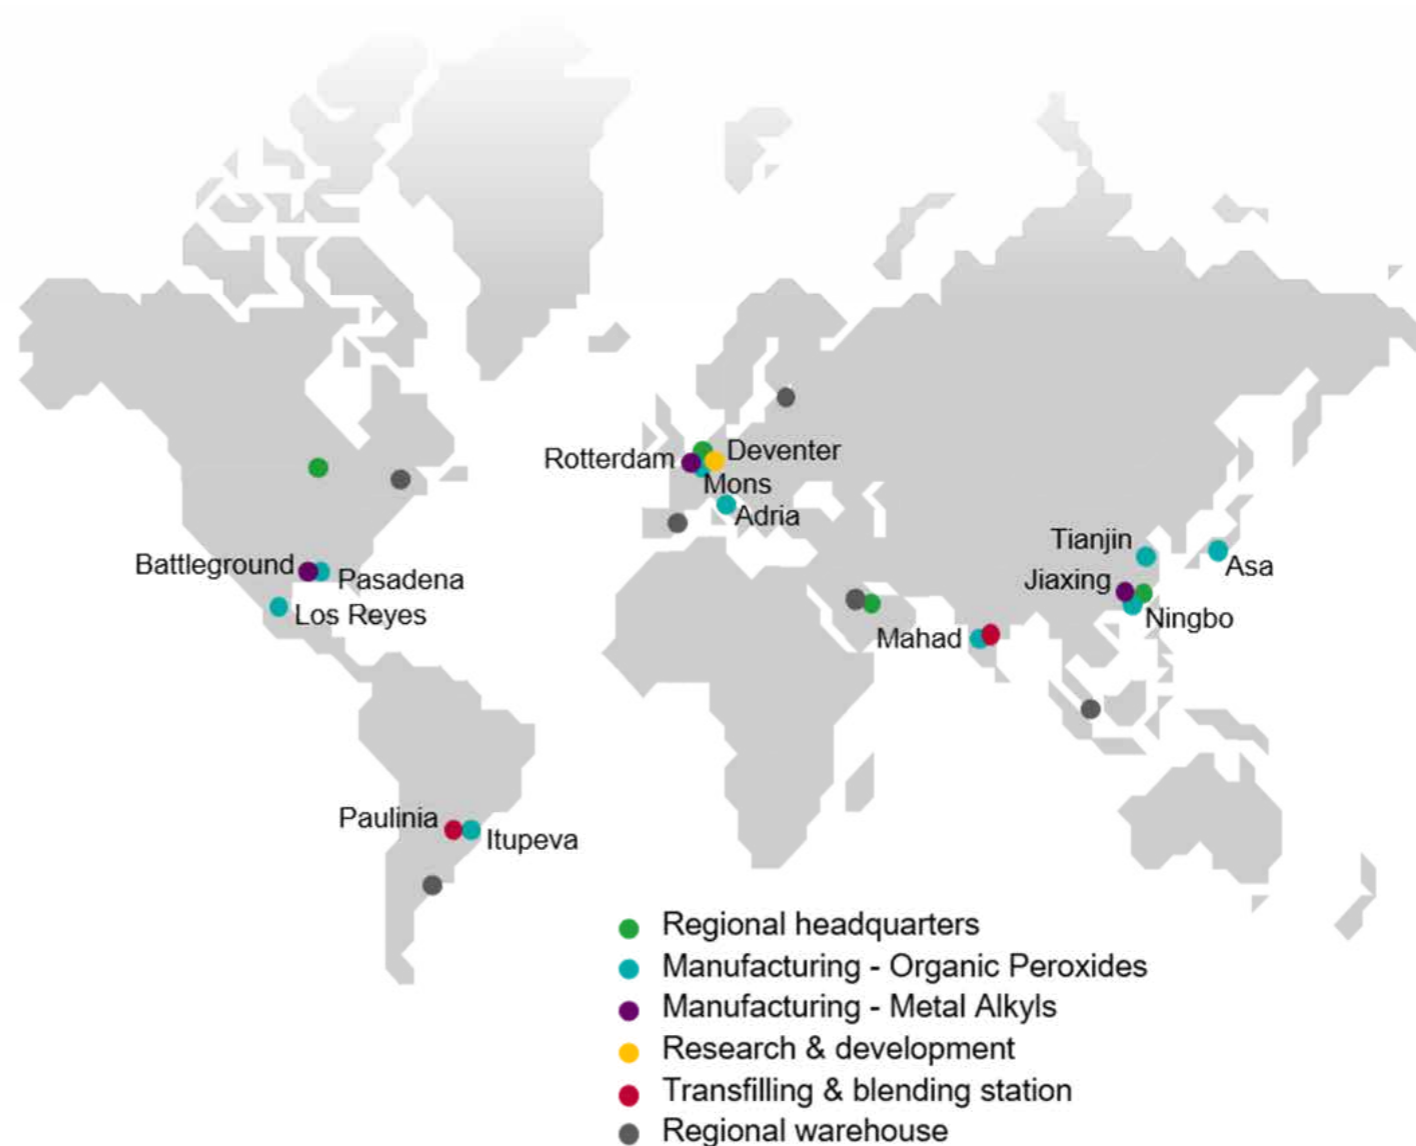 Rotterdam
Deventer
Mons
Adria
Battleground
Pasadena
Los Reyes
Tianjin
Asa
Jiaxing
Ningbo
Mahad
Paulinia
Itupeva
Regional headquarters
Manufacturing - Organic Peroxides
Manufacturing - Metal Alkyls
Research & development
Transfilling & blending station
Regional warehouse